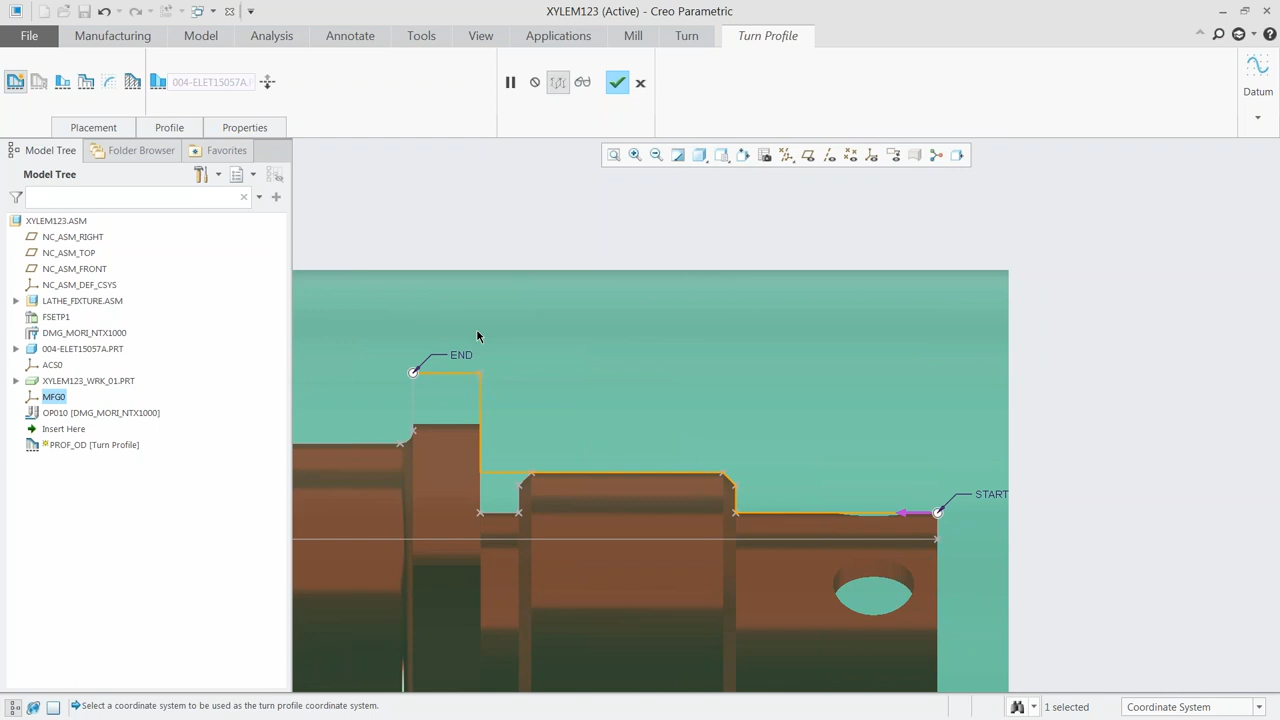 XYLEM123 (Active) - Creo Parametric
File Manufacturing Model Analysis Annotate Tools View Applications Mill Turn Turn Profile
004-ELET15057A.
Datum
Placement Profile Properties
Model Tree Folder Browser Favorites
Model Tree
XYLEM123.ASM
NC_ASM_RIGHT
NC_ASM_TOP
NC_ASM_FRONT
NC_ASM_DEF_CSYS
LATHE_FIXTURE.ASM
FSETP1
DMG_MORI_NTX1000
004-ELET15057A.PRT
ACS0
XYLEM123_WRK_01.PRT
MFG0
OP010 [DMG_MORI_NTX1000]
Insert Here
PROF_OD [Turn Profile]
END
START
Select a coordinate system to be used as the turn profile coordinate system.
1 selected
Coordinate System